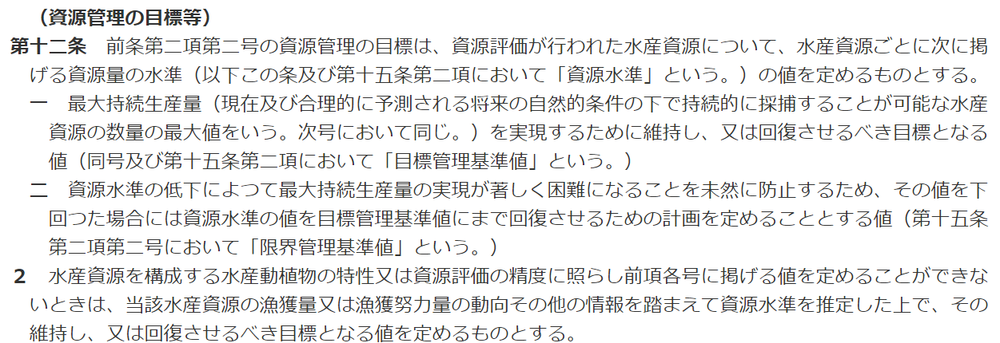 （資源管理の目標等）
第十二条　前条第二項第二号の資源管理の目標は、資源評価が行われた水産資源について、水産資源ごとに次に掲
げる資源量の水準（以下この条及び第十五条第二項において「資源水準」という。）の値を定めるものとする。
一　最大持続生産量（現在及び合理的に予測される将来の自然的条件の下で持続的に採捕することが可能な水産
資源の数量の最大値をいう。次号において同じ。）を実現するために維持し、又は回復させるべき目標となる
値（同号及び第十五条第二項において「目標管理基準値」という。）
二　資源水準の低下によつて最大持続生産量の実現が著しく困難になることを未然に防止するため、その値を下
回つた場合には資源水準の値を目標管理基準値にまで回復させるための計画を定めることとする値（第十五条
第二項第二号において「限界管理基準値」という。）
２　水産資源を構成する水産動植物の特性又は資源評価の精度に照らし前項各号に掲げる値を定めることができな
いときは、当該水産資源の漁獲量又は漁獲努力量の動向その他の情報を踏まえて資源水準を推定した上で、その
維持し、又は回復させるべき目標となる値を定めるものとする。